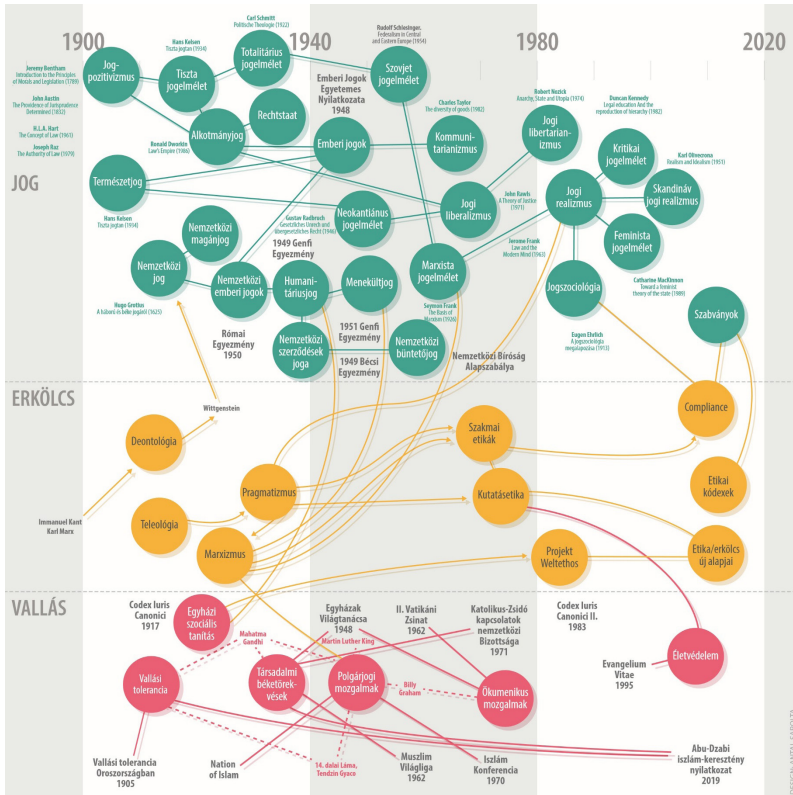 1900
1940
1980
2020
JOG
Jeremy Bentham
Introduction to the Principles
of Morals and Legislation (1789)
John Austin
The Providence of Jurisprudence
Determined (1832)
H.L.A. Hart
The Concept of Law (1961)
Joseph Raz
The Authority of Law (1979)
Jog-
pozitivizmus
Hans Kelsen
Tiszta jogtan (1934)
Tiszta
jogelmélet
Carl Schmitt
Politische Theologie (1922)
Totalitárius
jogelmélet
Rechtstaat
Alkotmányjog
Ronald Dworkin
Law's Empire (1986)
Emberi Jogok
Egyetemes
Nyilatkozata
1948
Emberi jogok
Rudolf Schlesinger,
Federalism in Central
and Eastern Europe (1954)
Szovjet
jogelmélet
Charles Taylor
The diversity of goods (1982)
Kommuni-
tarianizmus
Robert Nozick
Anarchy, State and Utopia (1974)
Jogi
libertarian-
izmus
Duncan Kennedy
Legal education And the
reproduction of hierarchy (1982)
Kritikai
jogelmélet
Karl Olivecrona
Realism and Idealism (1951)
Skandináv
jogi realizmus
Természetjog
Hans Kelsen
Tiszta jogtan (1934)
Gustav Radbruch
Gesetzliches Unrech und
übergesetzliches Recht (1946)
Neokantiánus
jogelmélet
Jogi
liberalizmus
John Rawls
A Theory of Justice
(1971)
Jogi
realizmus
Feminista
jogelmélet
Catharine MacKinnon
Toward a feminist
theory of the state (1989)
Nemzetközi
magánjog
Nemzetközi
jog
Hugo Grotius
A háború és béke jogáról (1625)
Nemzetközi
emberi jogok
Római
Egyezmény
1950
1949 Genfi
Egyezmény
Humani-
táriusjog
Menekültjog
1951 Genfi
Egyezmény
Marxista
jogelmélet
Seymon Frank
The Basis of
Marxism (1926)
Jerome Frank
Law and the
Modern Mind (1963)
Jogszociológia
Eugen Ehrlich
A jogszociológia
megalapozása (1913)
Szabványok
Nemzetközi
szerződések
joga
1949 Bécsi
Egyezmény
Nemzetközi
büntetőjog
Nemzetközi Bíróság
Alapszabálya
ERKÖLCS
Wittgenstein
Deontológia
Immanuel Kant
Karl Marx
Teleológia
Pragmatizmus
Marxizmus
Szakmai
etikák
Kutatásetika
Projekt
Weltethos
Compliance
Etikai
kódexek
Etika/erkölcs
új alapjai
VALLÁS
Codex Iuris
Canonici
1917
Egyházi
szociális
tanítás
Mahatma
Gandhi
Egyházak
Világtanácsa
1948
Martin Luther King
II. Vatikáni
Zsinat
1962
Katolikus-Zsidó
kapcsolatok
nemzetközi
Bizottsága
1971
Codex Iuris
Canonici II.
1983
Vallási
tolerancia
Társadalmi
béketörek-
vések
Polgárjogi
mozgalmak
Billy
Graham
Ökumenikus
mozgalmak
Evangelium
Vitae
1995
Életvédelem
Vallási tolerancia
Oroszországban
1905
Nation
of Islam
14. dalai Láma,
Tendzin Gyaco
Muszlim
Világliga
1962
Iszlám
Konferencia
1970
Abu-Dzabi
iszlám-keresztény
nyilatkozat
2019